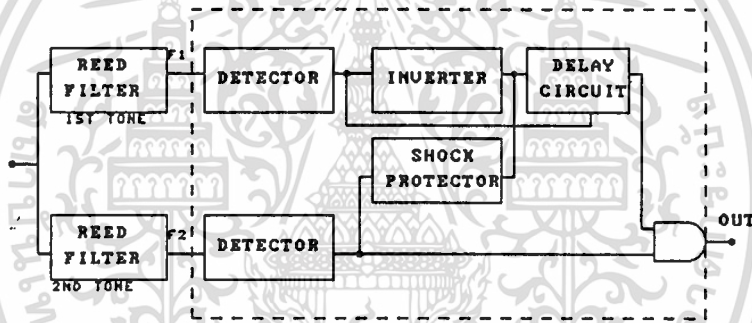 REED
FILTER
1ST TONE
F1
DETECTOR
INVERTER
DELAY
CIRCUIT
SHOCK
PROTECTOR
REED
FILTER
2ND TONE
F2
DETECTOR
OUT